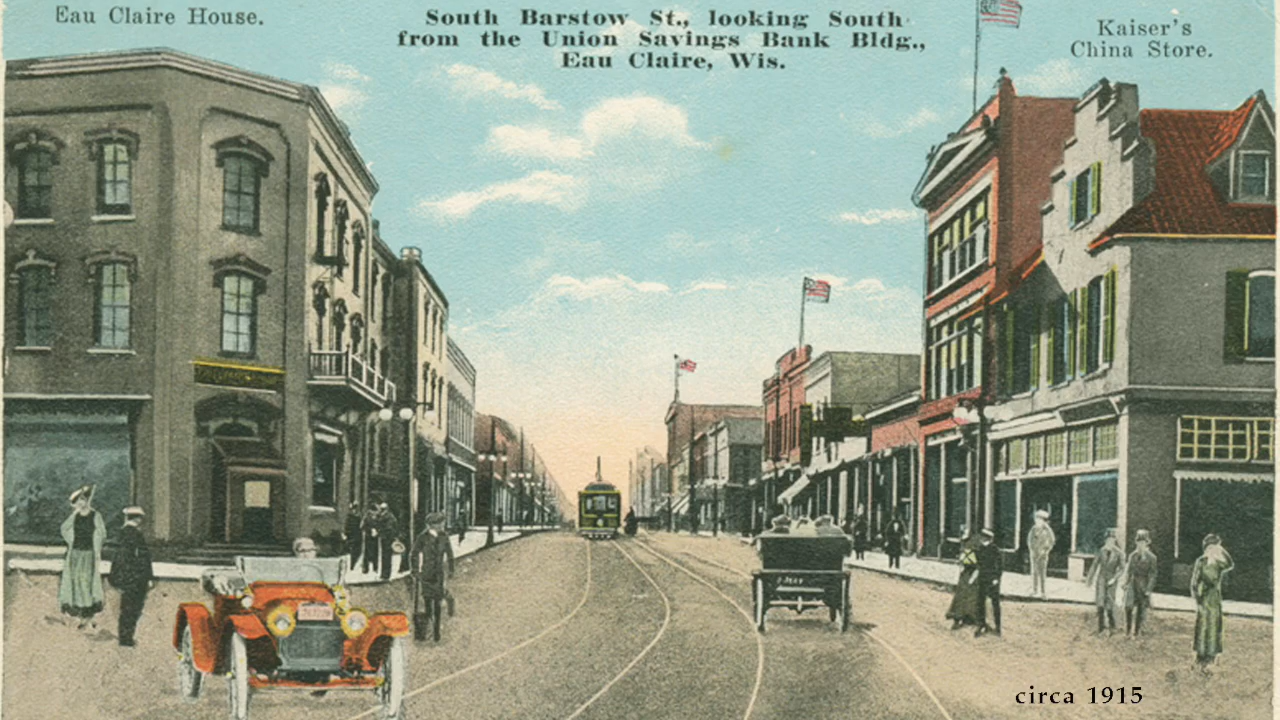 Eau Claire House.
South Barstow St., looking South
from the Union Savings Bank Bldg.,
Eau Claire, Wis.
Kaiser's
China Store.
circa 1915